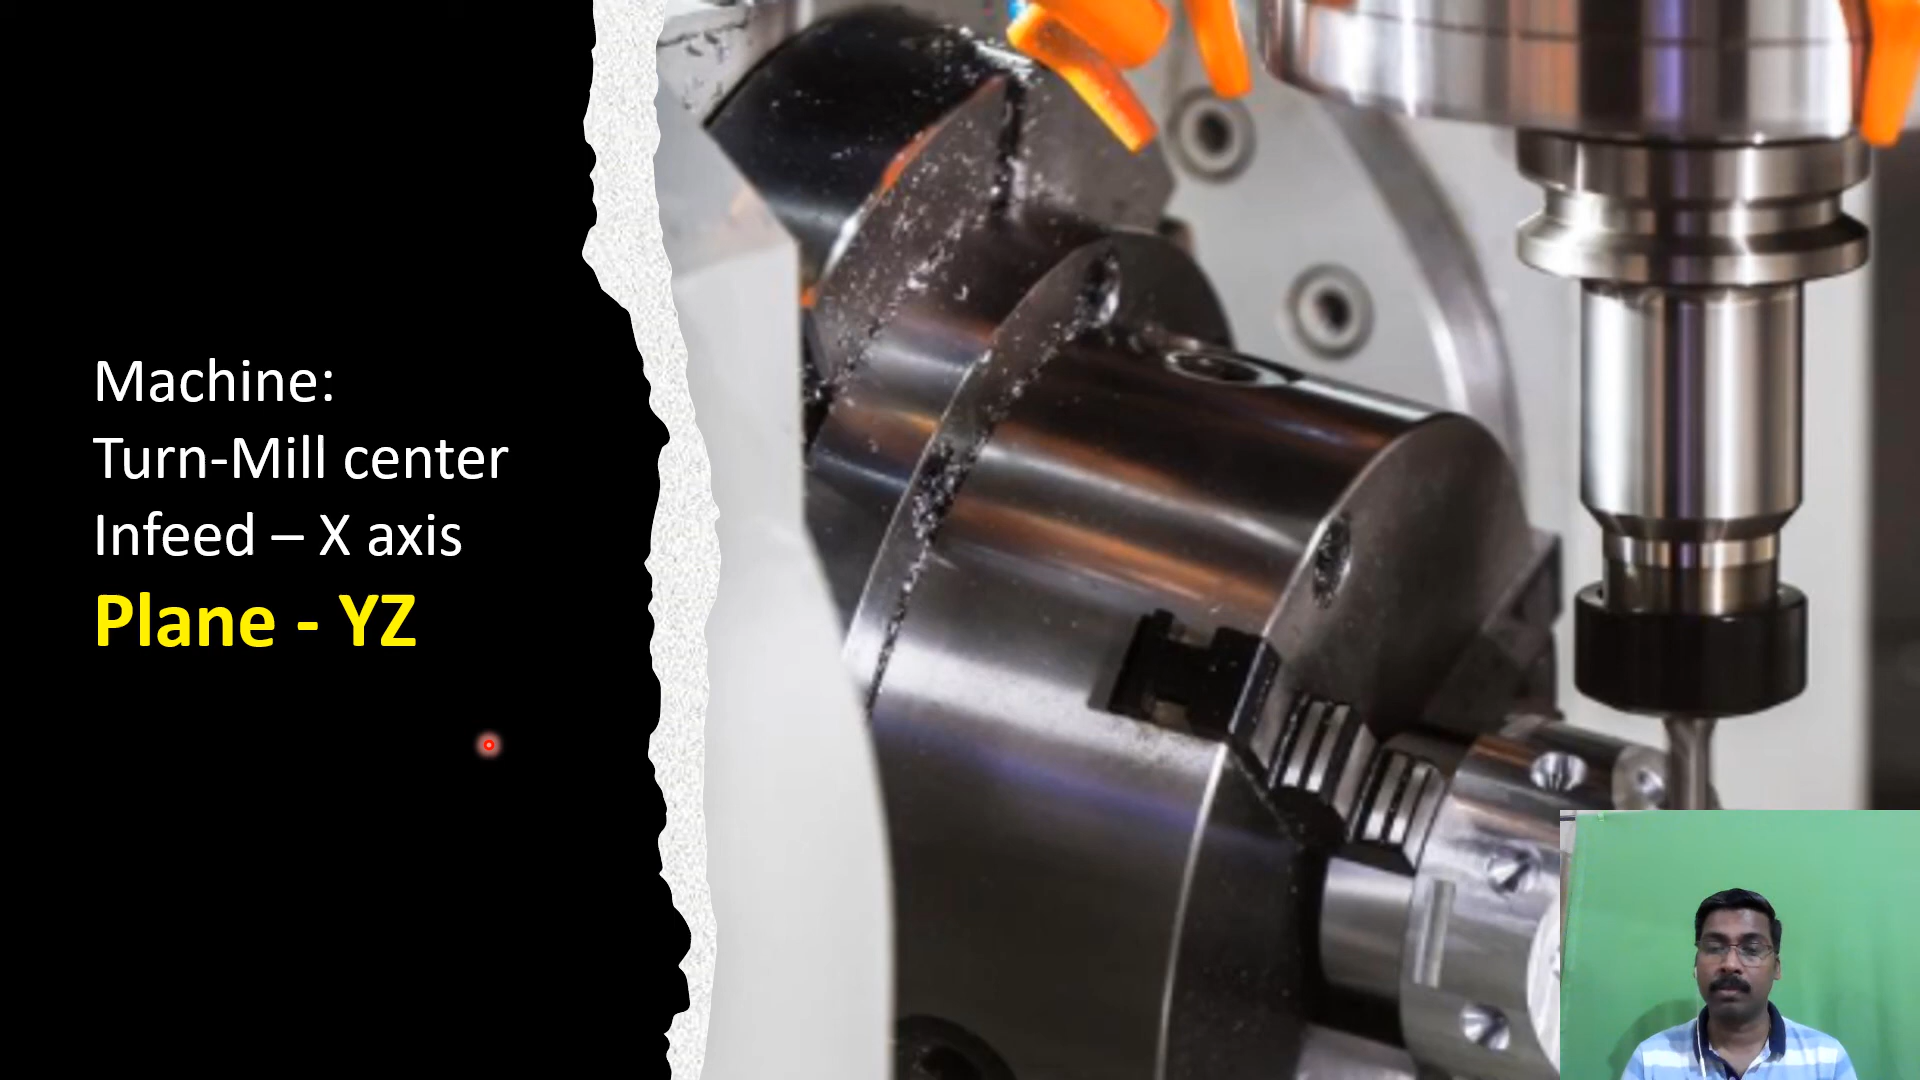 Machine:
Turn-Mill center
Infeed – X axis
Plane - YZ